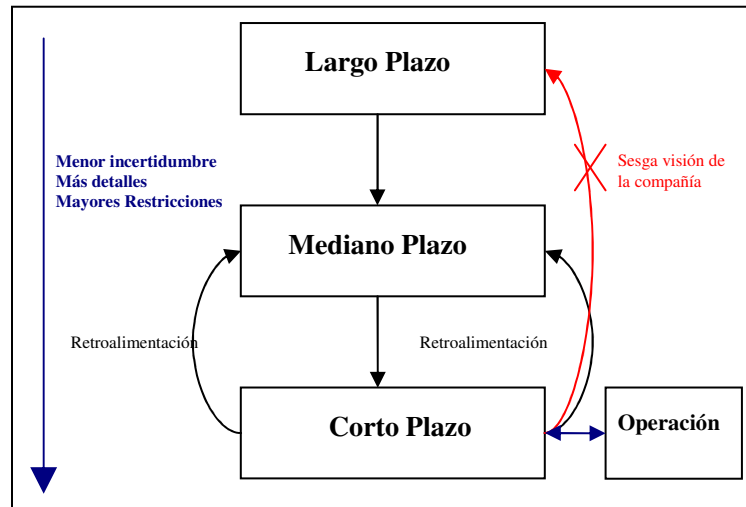 Largo Plazo
Menor incertidumbre
Más detalles
Mayores Restricciones
Sesga visión de
la compañía
Mediano Plazo
Retroalimentación
Retroalimentación
Corto Plazo
Operación